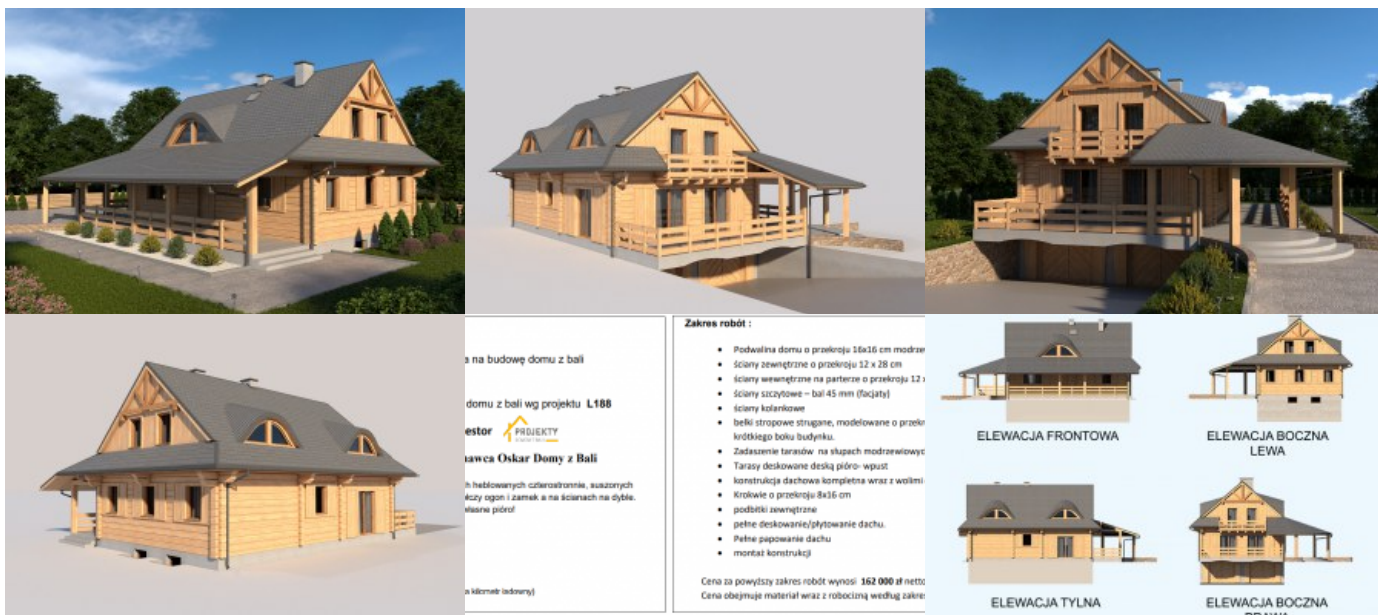 a na budowę domu z bali
domu z bali wg projektu L188
estor PROJEKTY
nawca Oskar Domy z Bali
h heblowanych czterostronnie, suszonych
lczy ogon i zamek a na ścianach na dyble.
własne pióro!
a kilometr ładowny)
Zakres robót :
• Podwalina domu o przekroju 16x16 cm modrzew
• ściany zewnętrzne o przekroju 12 x 28 cm
• ściany wewnętrzne na parterze o przekroju 12 x
• ściany szczytowe – bal 45 mm (facjaty)
• ściany kolankowe
• belki stropowe strugane, modelowane o przekr
krótkiego boku budynku.
• Zadaszenie tarasów na słupach modrzewiowyc
• Tarasy deskowane deską pióro- wpust
• konstrukcja dachowa kompletna wraz z wolimi
• Krokwie o przekroju 8x16 cm
• podbitki zewnętrzne
• pełne deskowanie/płytowanie dachu.
• Pełne papowanie dachu
• montaż konstrukcji
Cena za powyższy zakres robót wynosi 162 000 zł netto
Cena obejmuje materiał wraz z robocizną według zakre
ELEWACJA FRONTOWA
ELEWACJA BOCZNA
LEWA
ELEWACJA TYLNA
ELEWACJA BOCZNA
PRAWA